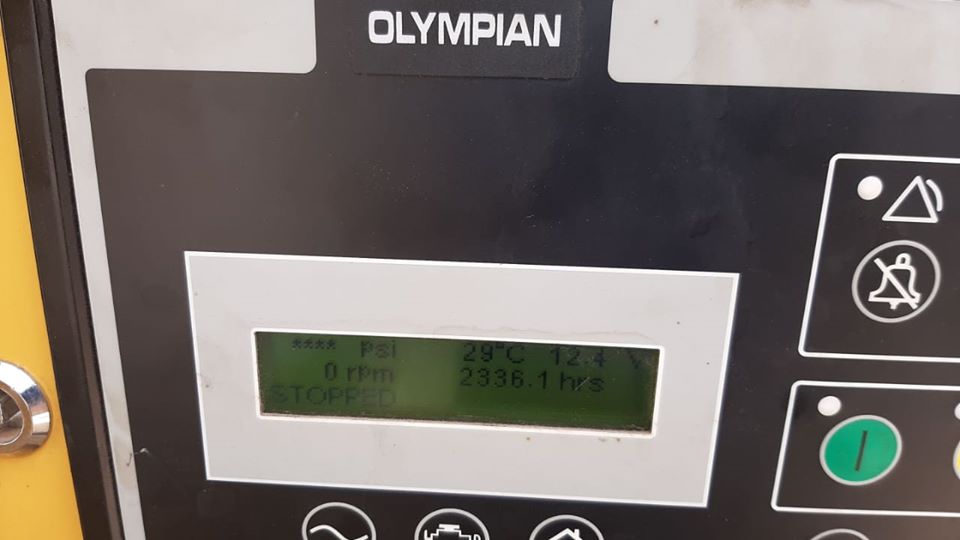 OLYMPIAN
**** psi 29°C 12.4 V
0 rpm 2336.1 hrs
STOPPED